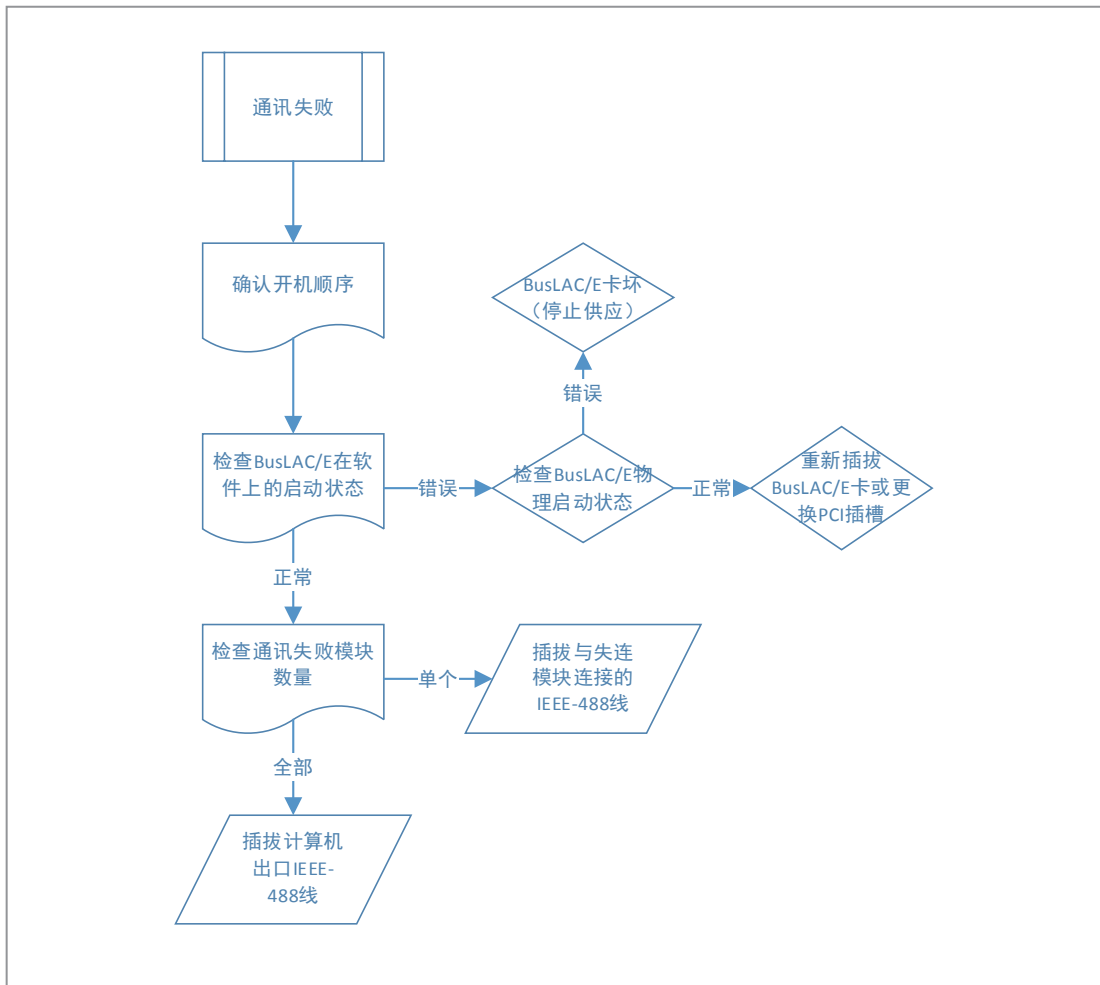 通讯失败
确认开机顺序
BusLAC/E卡坏
（停止供应）
错误
检查BusLAC/E在软
件上的启动状态
错误
检查BusLAC/E物
理启动状态
正常
重新插拔
BusLAC/E卡或更
换PCI插槽
正常
检查通讯失败模块
数量
单个
插拔与失连
模块连接的
IEEE-488线
全部
插拔计算机
出口IEEE-
488线